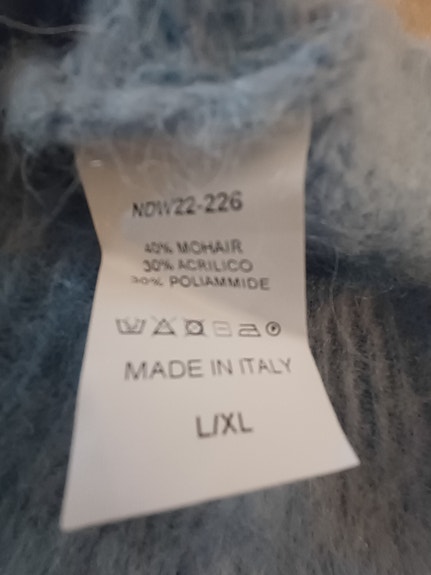 NDW22-226
40% MOHAIR
30% ACRILICO
30% POLIAMMIDE
MADE IN ITALY
L/XL